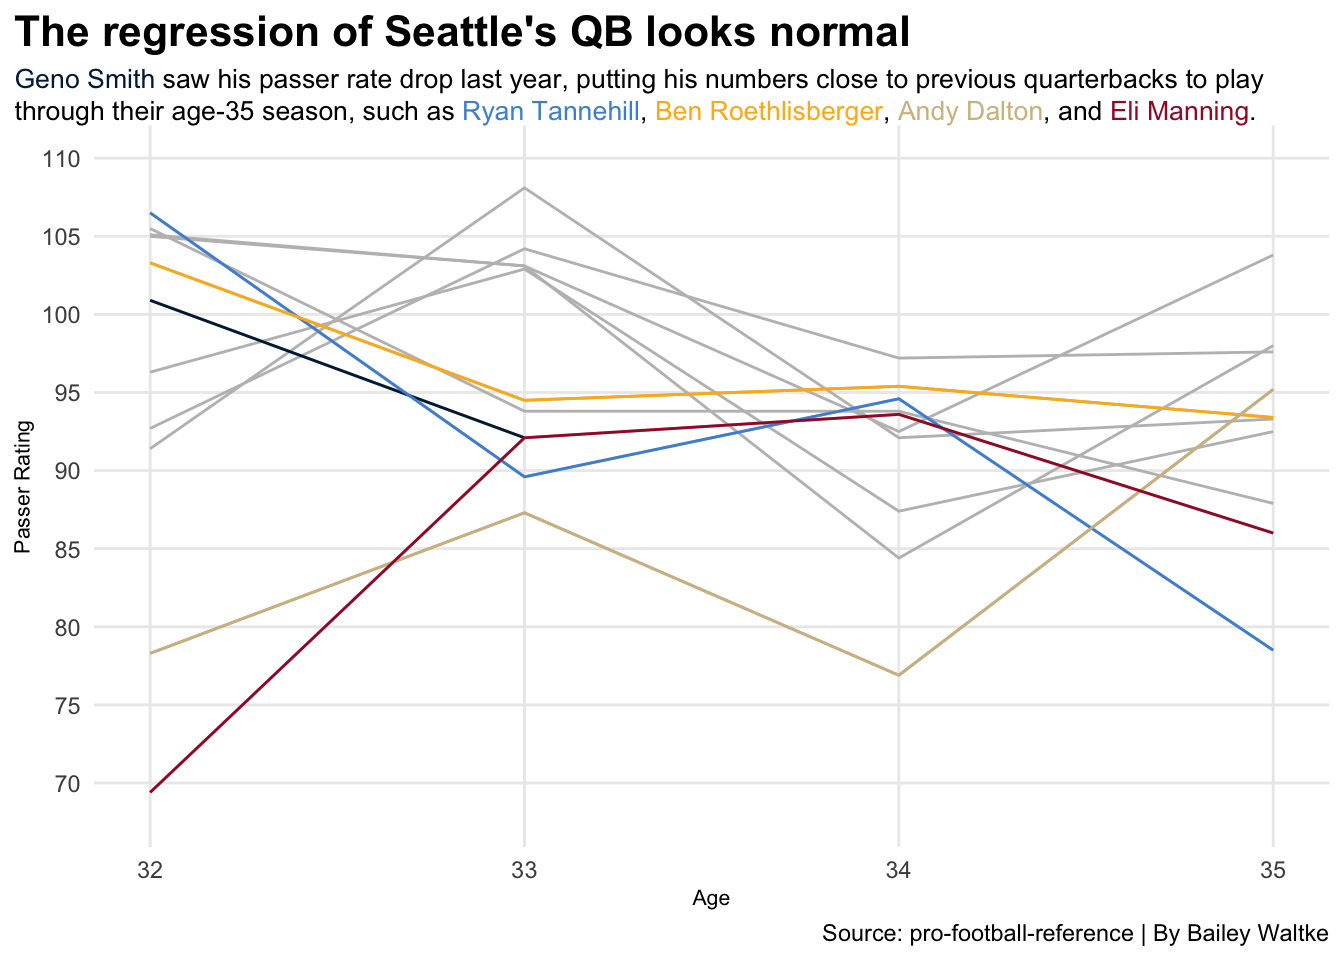 The regression of Seattle's QB looks normal
Geno Smith saw his passer rate drop last year, putting his numbers close to previous quarterbacks to play
through their age-35 season, such as Ryan Tannehill, Ben Roethlisberger, Andy Dalton, and Eli Manning.
110
105
100
95
90
85
80
75
70
Passer Rating
32 33 34 35
Age
Source: pro-football-reference | By Bailey Waltke